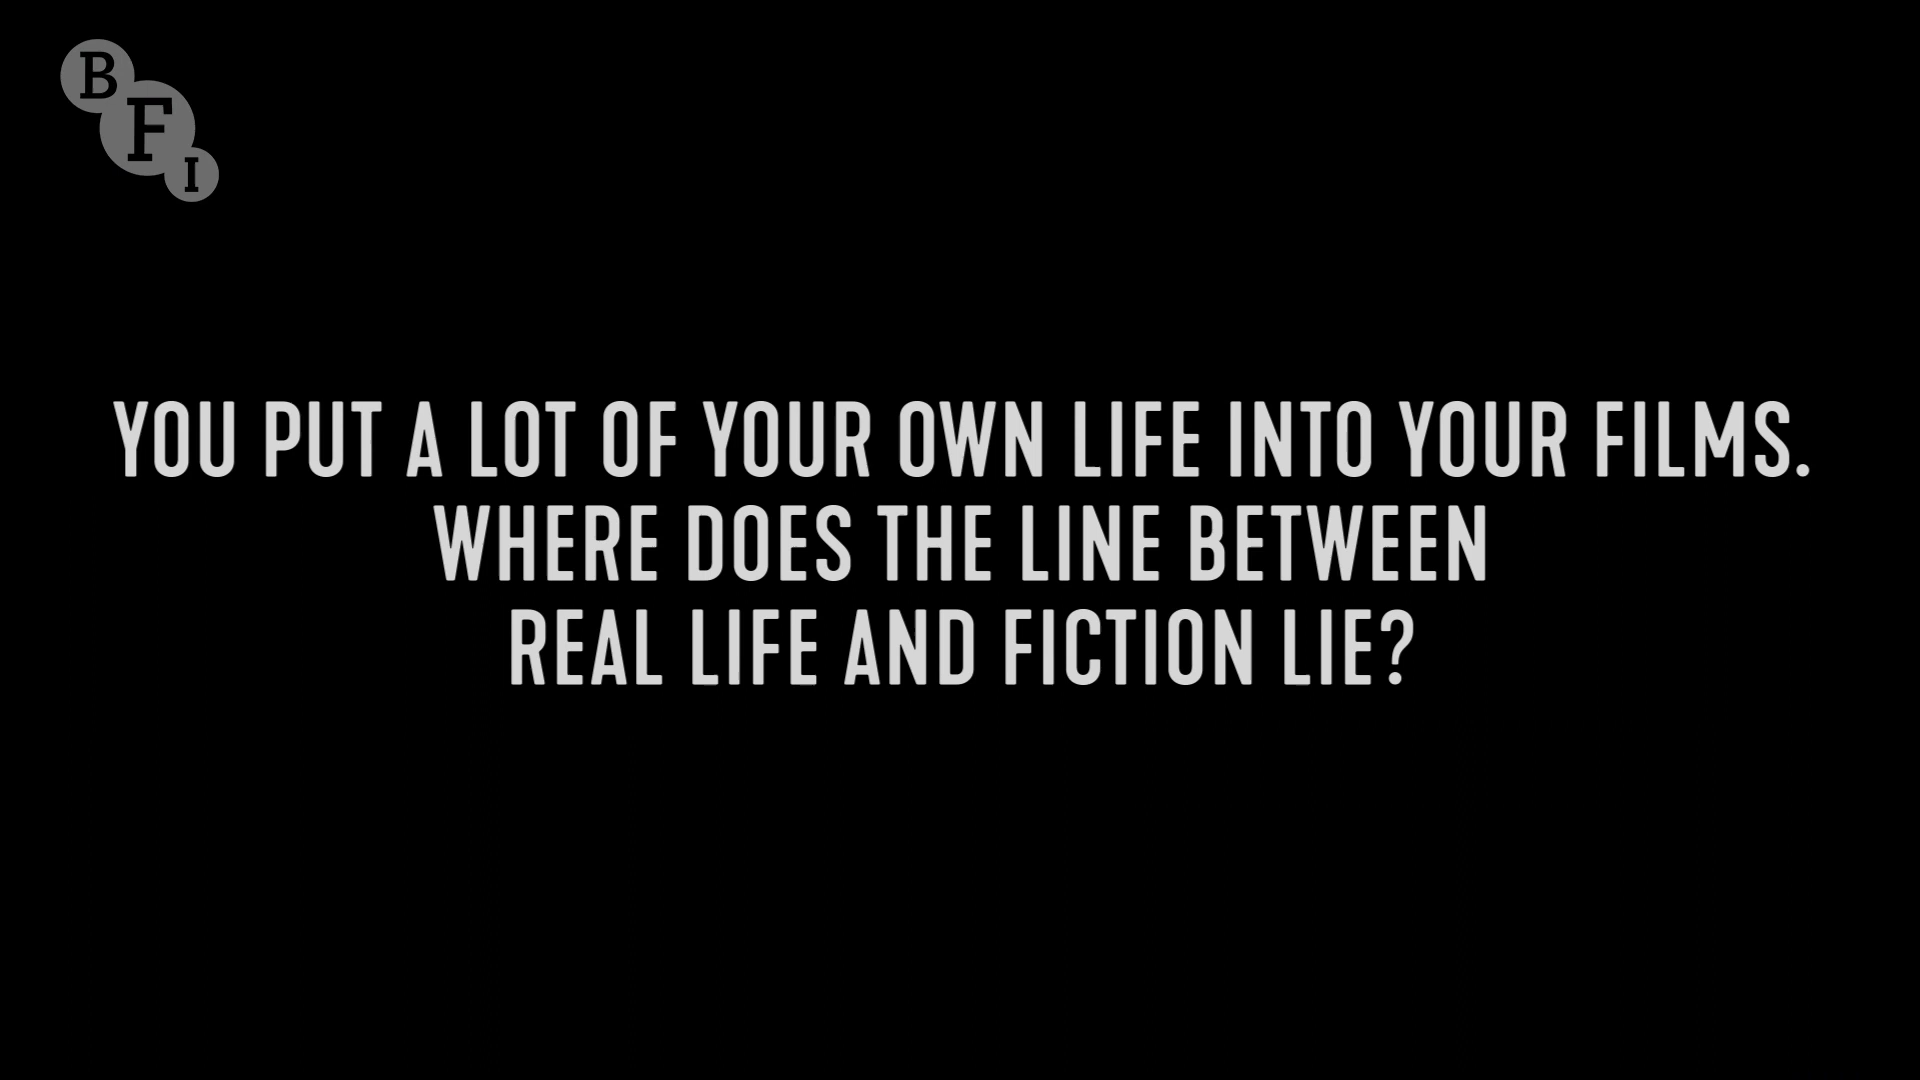 BFI
YOU PUT A LOT OF YOUR OWN LIFE INTO YOUR FILMS.
WHERE DOES THE LINE BETWEEN
REAL LIFE AND FICTION LIE?